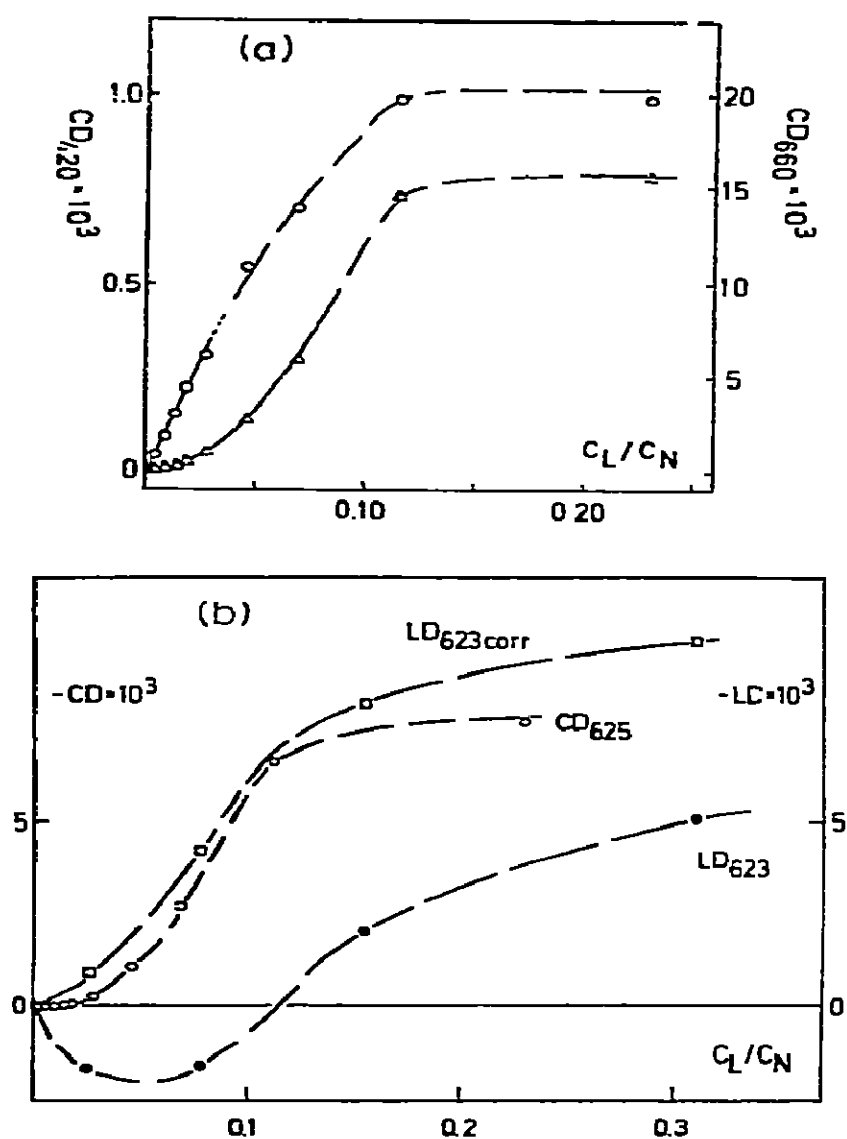 (a)
1.0
0.5
0
CD420 × 10³
20
15
10
5
CD660 × 10³
CL/CN
0.10
0.20
(b)
LD623corr
-CD × 10³
-LD × 10³
CD625
5
5
LD623
0
0
CL/CN
0.1
0.2
0.3